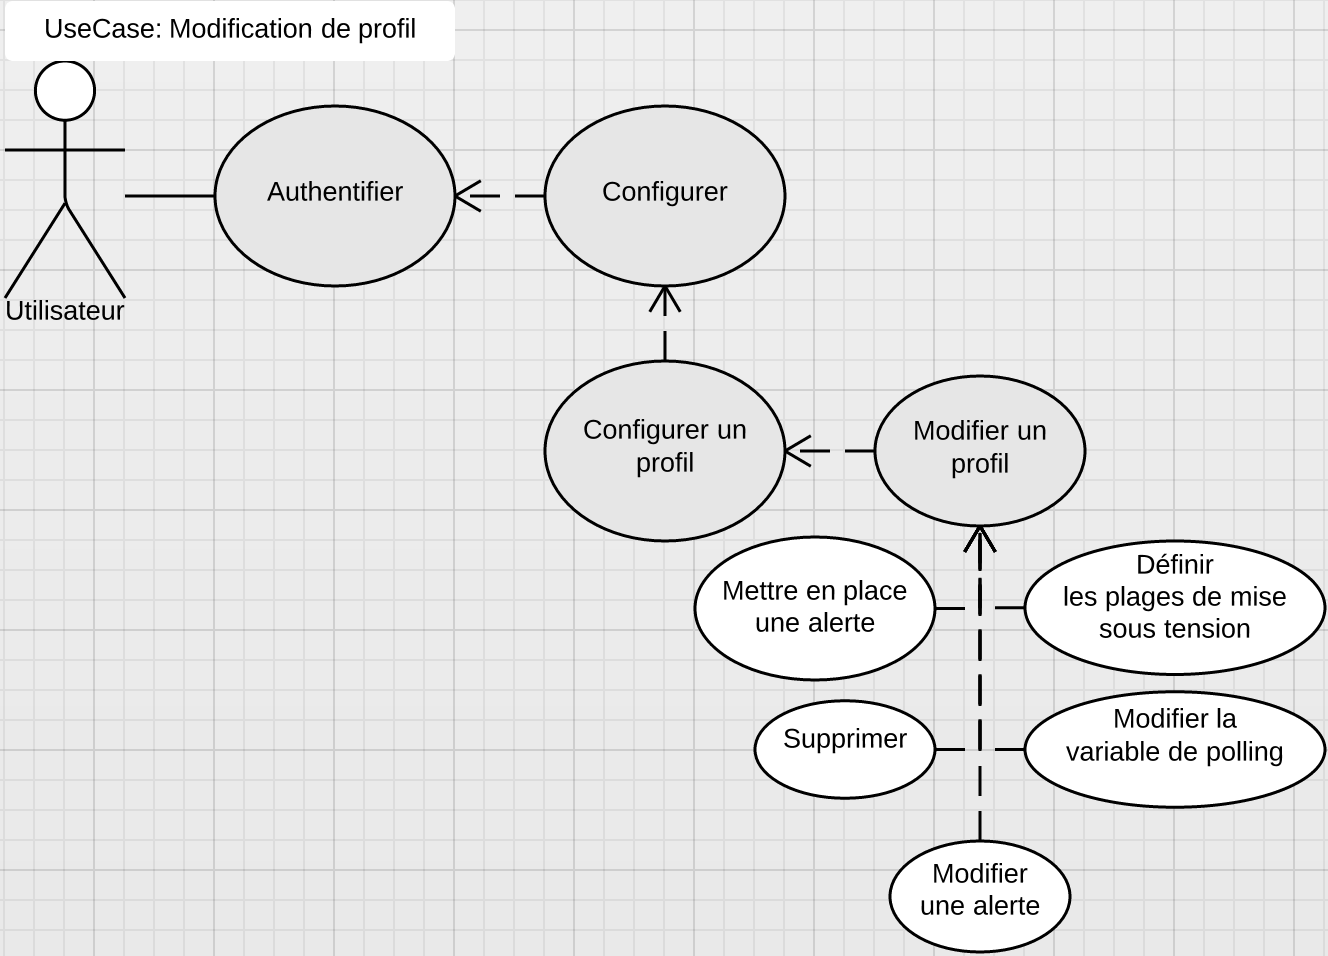 UseCase: Modification de profil
Authentifier
Configurer
Utilisateur
Configurer un
profil
Modifier un
profil
Mettre en place
une alerte
Définir
les plages de mise
sous tension
Supprimer
Modifier la
variable de polling
Modifier
une alerte